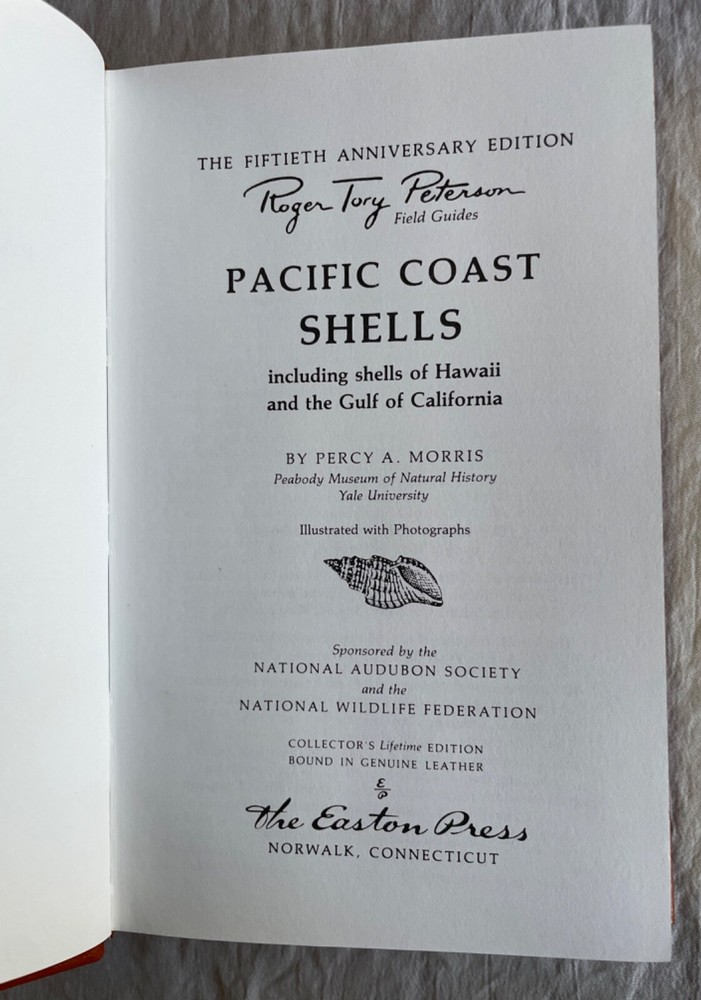 THE FIFTIETH ANNIVERSARY EDITION
Roger Tory Peterson
Field Guides
PACIFIC COAST
SHELLS
including shells of Hawaii
and the Gulf of California
BY PERCY A. MORRIS
Peabody Museum of Natural History
Yale University
Illustrated with Photographs
Sponsored by the
NATIONAL AUDUBON SOCIETY
and the
NATIONAL WILDLIFE FEDERATION
COLLECTOR'S Lifetime EDITION
BOUND IN GENUINE LEATHER
E
P
The Easton Press
NORWALK, CONNECTICUT